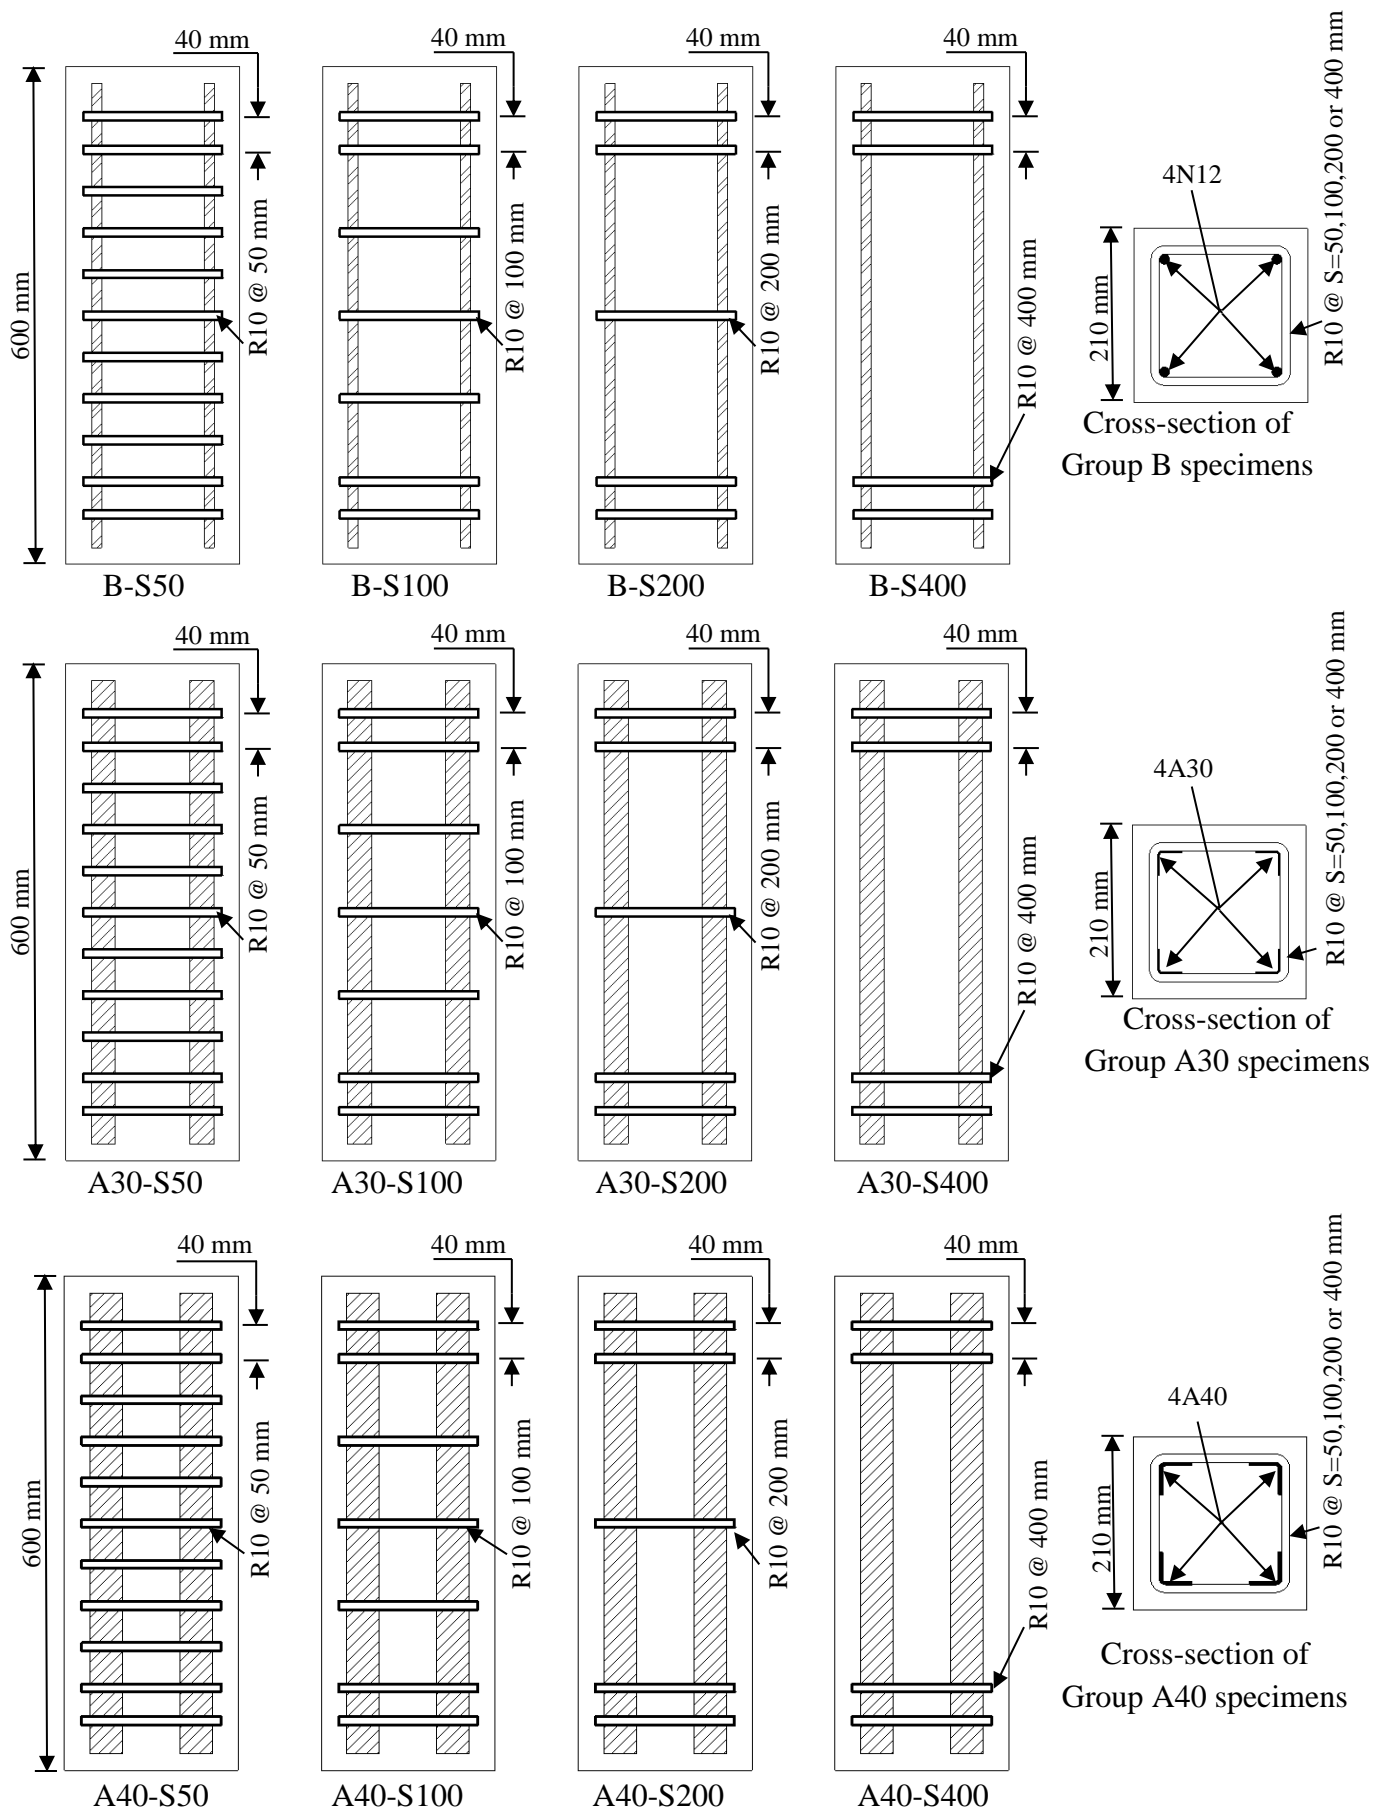 40 mm
40 mm
40 mm
40 mm
600 mm
R10 @ 50 mm
R10 @ 100 mm
R10 @ 200 mm
R10 @ 400 mm
4N12
210 mm
R10 @ S=50,100,200 or 400 mm
Cross-section of
Group B specimens
B-S50
B-S100
B-S200
B-S400
40 mm
40 mm
40 mm
40 mm
600 mm
R10 @ 50 mm
R10 @ 100 mm
R10 @ 200 mm
R10 @ 400 mm
4A30
210 mm
R10 @ S=50,100,200 or 400 mm
Cross-section of
Group A30 specimens
A30-S50
A30-S100
A30-S200
A30-S400
40 mm
40 mm
40 mm
40 mm
600 mm
R10 @ 50 mm
R10 @ 100 mm
R10 @ 200 mm
R10 @ 400 mm
4A40
210 mm
R10 @ S=50,100,200 or 400 mm
Cross-section of
Group A40 specimens
A40-S50
A40-S100
A40-S200
A40-S400